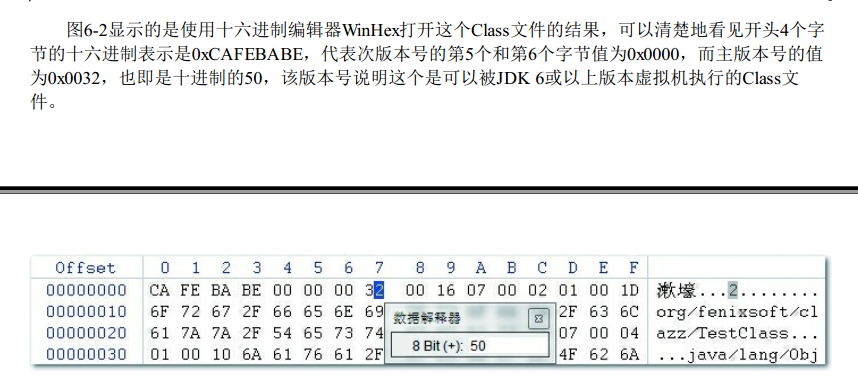 图6-2显示的是使用十六进制编辑器WinHex打开这个Class文件的结果，可以清楚地看见开头4个字
节的十六进制表示是0xCAFEBABE，代表次版本号的第5个和第6个字节值为0x0000，而主版本号的值
为0x0032，也即是十进制的50，该版本号说明这个是可以被JDK 6或以上版本虚拟机执行的Class文
件。
Offset 0 1 2 3 4 5 6 7 8 9 A B C D E F
00000000 CA FE BA BE 00 00 00 32 00 16 07 00 02 01 00 1D 漱壕...2........
00000010 6F 72 67 2F 66 65 6E 69 2F 63 6C org/fenixsoft/cl
00000020 61 7A 7A 2F 54 65 73 74 07 00 04 azz/TestClass...
00000030 01 00 10 6A 61 76 61 2F 4F 62 6A ...java/lang/Obj
数据解释器
8 Bit (+): 50